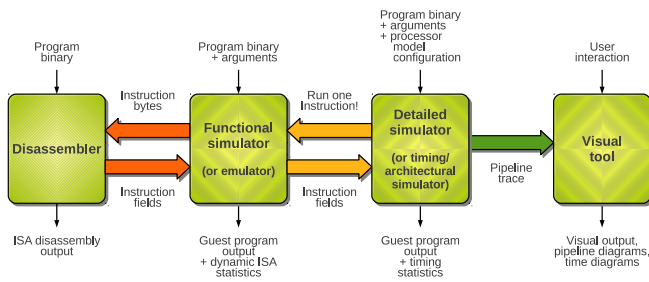 Program
binary
Program binary
+ arguments
Program binary
+ arguments
+ processor
model
configuration
User
interaction
Instruction
bytes
Run one
Instruction!
Disassembler
Functional
simulator
(or emulator)
Detailed
simulator
(or timing/
architectural
simulator)
Visual
tool
Instruction
fields
Instruction
fields
Pipeline
trace
ISA disassembly
output
Guest program
output
+ dynamic ISA
statistics
Guest program
output
+ timing
statistics
Visual output,
pipeline diagrams,
time diagrams